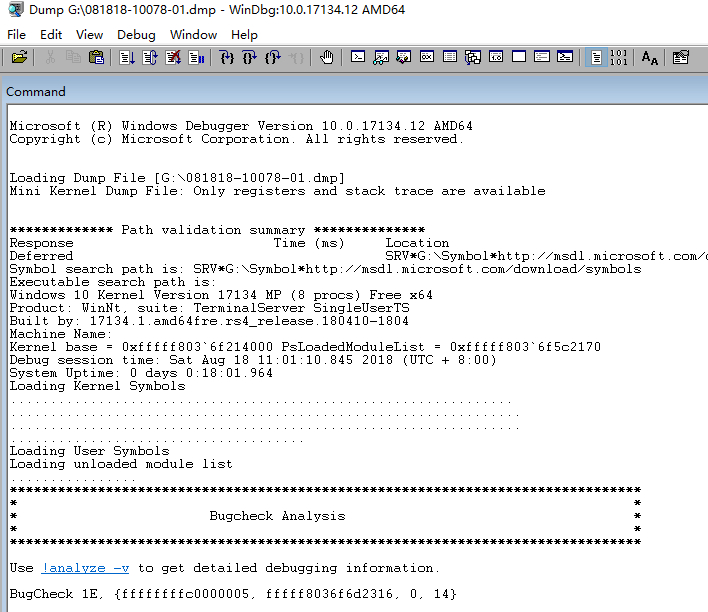 Dump G:\081818-10078-01.dmp - WinDbg:10.0.17134.12 AMD64
File Edit View Debug Window Help
Command
Microsoft (R) Windows Debugger Version 10.0.17134.12 AMD64
Copyright (c) Microsoft Corporation. All rights reserved.
Loading Dump File [G:\081818-10078-01.dmp]
Mini Kernel Dump File: Only registers and stack trace are available
************* Path validation summary **************
Response Time (ms) Location
Deferred SRV*G:\Symbol*http://msdl.microsoft.com/
Symbol search path is: SRV*G:\Symbol*http://msdl.microsoft.com/download/symbols
Executable search path is:
Windows 10 Kernel Version 17134 MP (8 procs) Free x64
Product: WinNt, suite: TerminalServer SingleUserTS
Built by: 17134.1.amd64fre.rs4_release.180410-1804
Machine Name:
Kernel base = 0xfffff803`6f214000 PsLoadedModuleList = 0xfffff803`6f5c2170
Debug session time: Sat Aug 18 11:01:10.845 2018 (UTC + 8:00)
System Uptime: 0 days 0:18:01.964
Loading Kernel Symbols
...............................................................
................................................................
................................................................
.....................................
Loading User Symbols
Loading unloaded module list
................
*******************************************************************************
* *
* Bugcheck Analysis *
* *
*******************************************************************************
Use !analyze -v to get detailed debugging information.
BugCheck 1E, {ffffffffc0000005, fffff8036f6d2316, 0, 14}